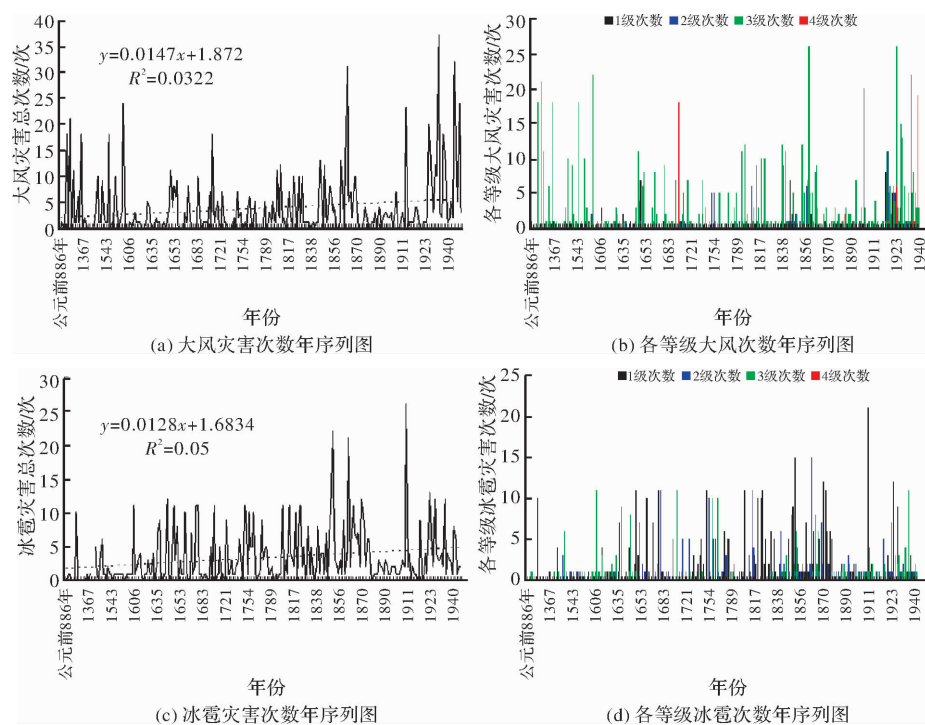 大风灾害总次数/次
40
35
30
25
20
15
10
5
0
y=0.0147x+1.872
R²=0.0322
公元前886年 1367 1543 1606 1635 1653 1683 1721 1754 1789 1817 1838 1856 1870 1890 1911 1923 1940
年份
(a) 大风灾害次数年序列图
各等级大风灾害次数/次
1级次数 2级次数 3级次数 4级次数
30
25
20
15
10
5
0
公元前886年 1367 1543 1606 1635 1653 1683 1721 1754 1789 1817 1838 1856 1870 1890 1911 1923 1940
年份
(b) 各等级大风次数年序列图
冰雹灾害总次数/次
30
25
20
15
10
5
0
y=0.0128x+1.6834
R²=0.05
公元前886年 1367 1543 1606 1635 1653 1683 1721 1754 1789 1817 1838 1856 1870 1890 1911 1923 1940
年份
(c) 冰雹灾害次数年序列图
各等级冰雹灾害次数/次
1级次数 2级次数 3级次数 4级次数
25
20
15
10
5
0
公元前886年 1367 1543 1606 1635 1653 1683 1721 1754 1789 1817 1838 1856 1870 1890 1911 1923 1940
年份
(d) 各等级冰雹次数年序列图